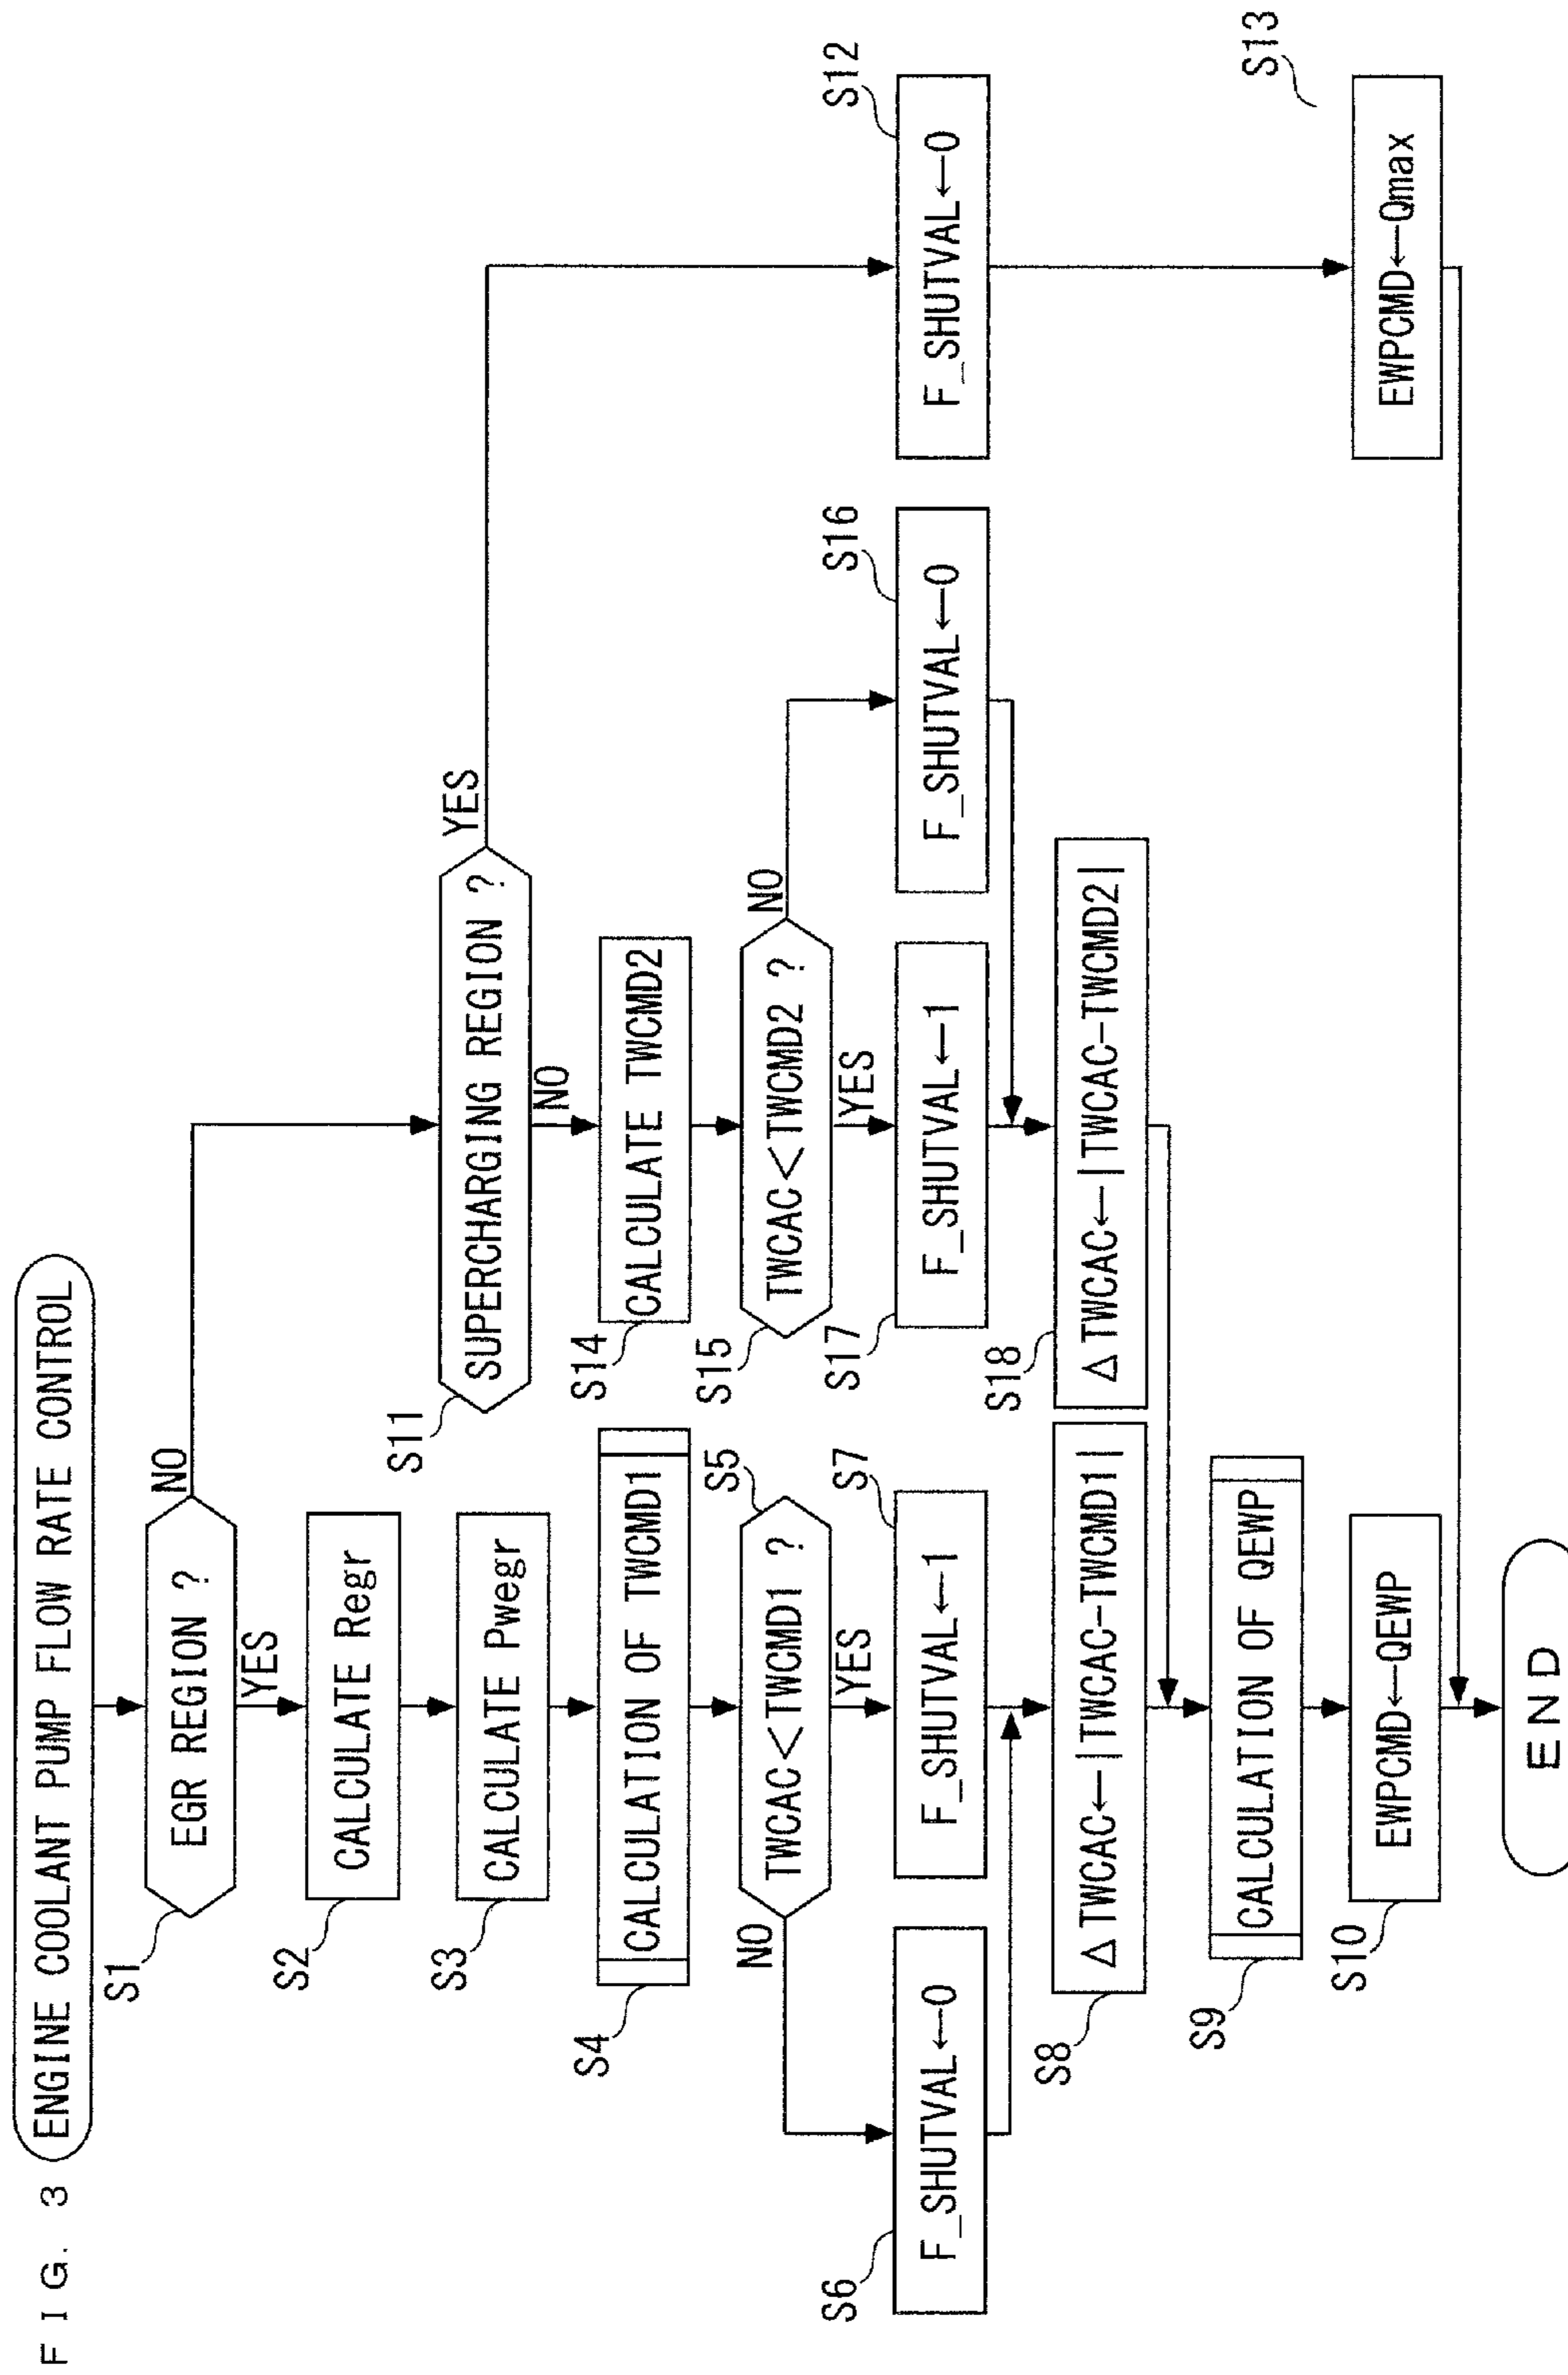 FIG. 3
ENGINE COOLANT PUMP FLOW RATE CONTROL
S1
EGR REGION ?
NO
YES
S2
CALCULATE Regr
S3
CALCULATE Pwegr
S11
SUPERCHARGING REGION ?
YES
NO
S4
CALCULATION OF TWCMD1
S14
CALCULATE TWCMD2
S5
TWCAC<TWCMD1 ?
NO
YES
S15
TWCAC<TWCMD2 ?
NO
YES
S6
F_SHUTVAL←0
S7
F_SHUTVAL←1
S17
F_SHUTVAL←1
S16
F_SHUTVAL←0
S12
F_SHUTVAL←0
S8
ΔTWCAC←|TWCAC-TWCMD1|
S18
ΔTWCAC←|TWCAC-TWCMD2|
S9
CALCULATION OF QEWP
S10
EWPCMD←QEWP
S13
EWPCMD←Qmax
END